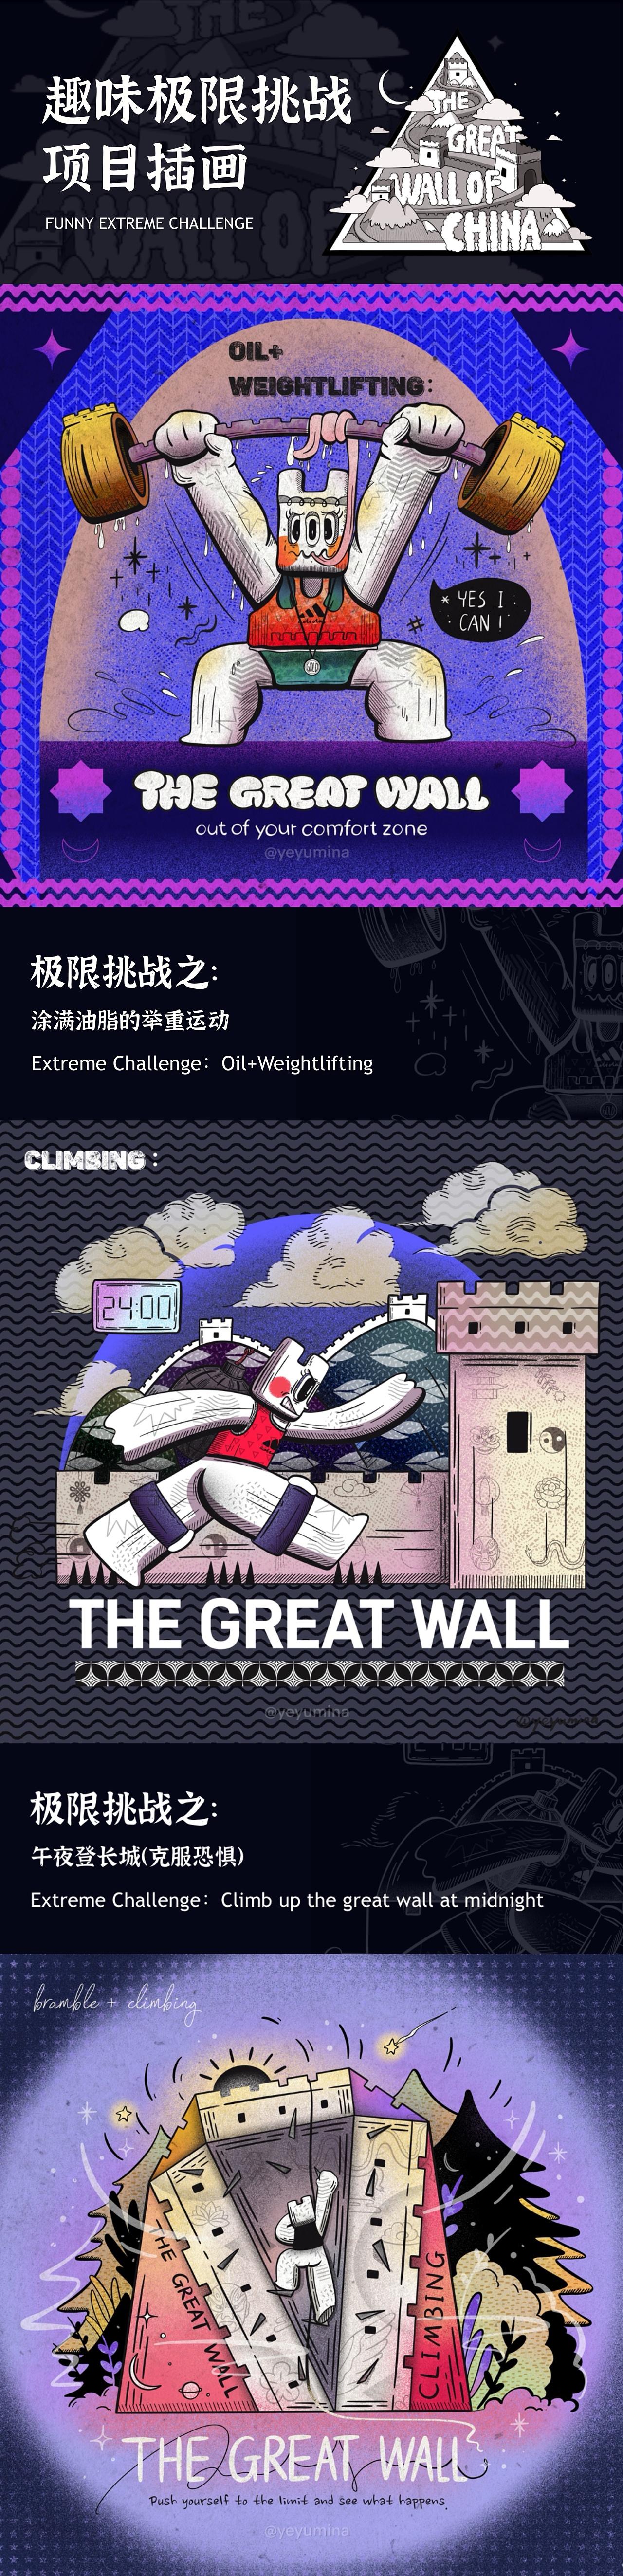 趣味极限挑战
项目插画
FUNNY EXTREME CHALLENGE
THE
GREAT
WALL OF
CHINA
OIL+
WEIGHTLIFTING:
adidas
GOLD
* YES I
CAN !
THE GREAT WALL
out of your comfort zone
@yeyumina
极限挑战之:
涂满油脂的举重运动
Extreme Challenge: Oil+Weightlifting
CLIMBING :
24:00
THE GREAT WALL
@yeyumina
@yeyumina
极限挑战之:
午夜登长城(克服恐惧)
Extreme Challenge: Climb up the great wall at midnight
bramble + climbing
THE GREAT WALL
CLIMBING
THE GREAT WALL
Push yourself to the limit and see what happens.
@yeyumina